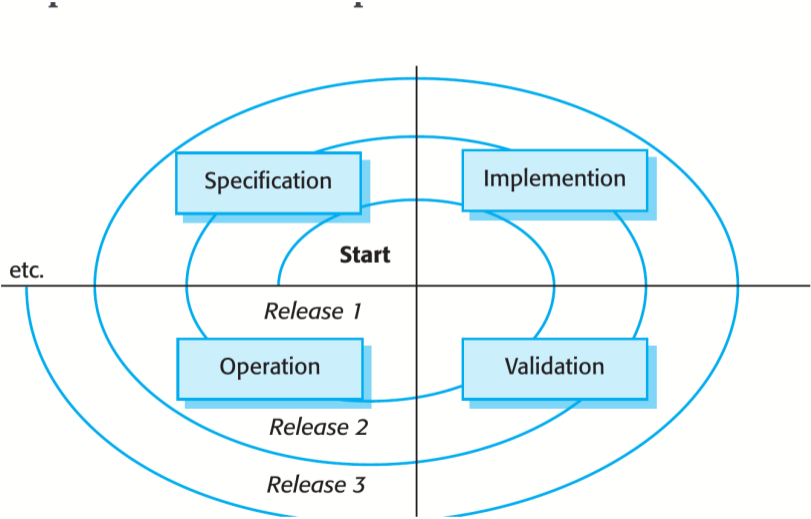 Specification
Implemention
Start
etc.
Release 1
Operation
Validation
Release 2
Release 3